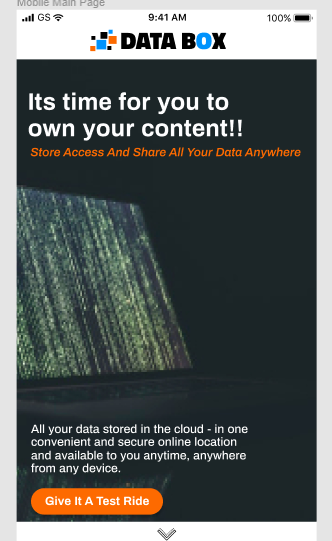 Mobile Main Page
GS 9:41 AM 100%
DATA BOX
Its time for you to
own your content!!
Store Access And Share All Your Data Anywhere
All your data stored in the cloud - in one
convenient and secure online location
and available to you anytime, anywhere
from any device.
Give It A Test Ride